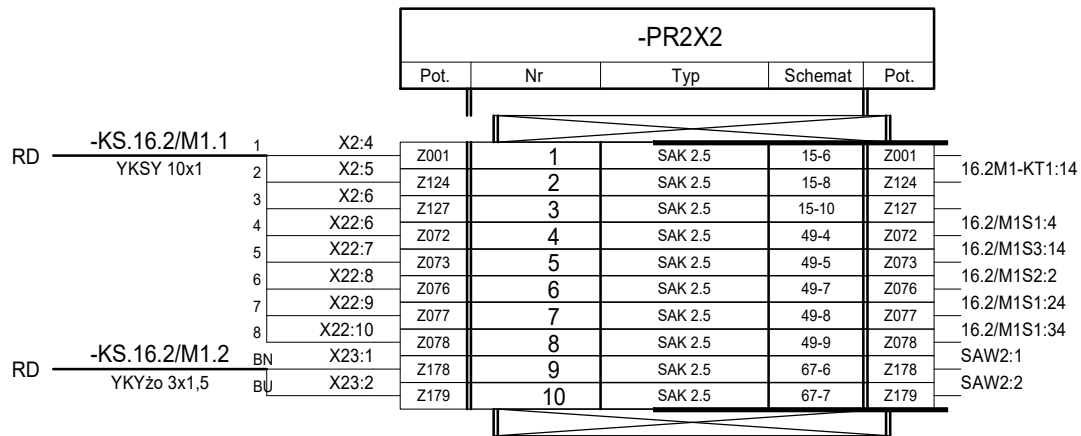 -PR2X2
Pot. Nr Typ Schemat Pot.
RD -KS.16.2/M1.1 1 X2:4 Z001 1 SAK 2.5 15-6 Z001 16.2M1-KT1:14
YKSY 10x1 2 X2:5 Z124 2 SAK 2.5 15-8 Z124
3 X2:6 Z127 3 SAK 2.5 15-10 Z127
4 X22:6 Z072 4 SAK 2.5 49-4 Z072 16.2/M1S1:4
5 X22:7 Z073 5 SAK 2.5 49-5 Z073 16.2/M1S3:14
6 X22:8 Z076 6 SAK 2.5 49-7 Z076 16.2/M1S2:2
7 X22:9 Z077 7 SAK 2.5 49-8 Z077 16.2/M1S1:24
8 X22:10 Z078 8 SAK 2.5 49-9 Z078 16.2/M1S1:34
RD -KS.16.2/M1.2 BN X23:1 Z178 9 SAK 2.5 67-6 Z178 SAW2:1
YKYżo 3x1,5 BU X23:2 Z179 10 SAK 2.5 67-7 Z179 SAW2:2